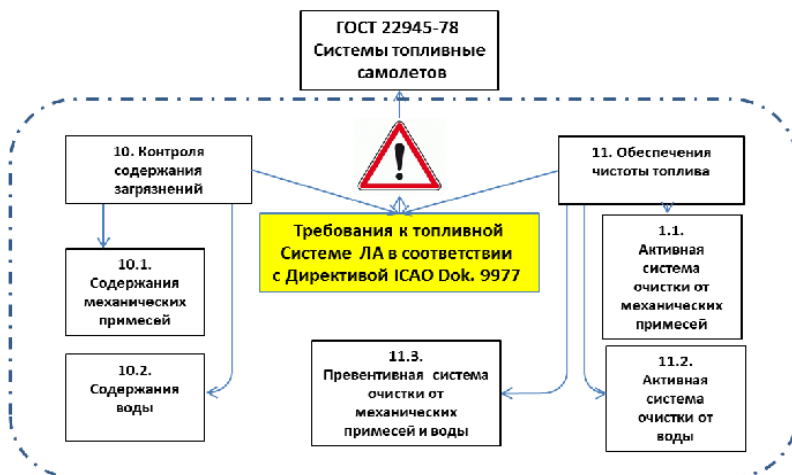 ГОСТ 22945-78
Системы топливные
самолетов
10. Контроля
содержания
загрязнений
11. Обеспечения
чистоты топлива
!
Требования к топливной
Системе ЛА в соответствии
с Директивой ICAO Dok. 9977
10.1.
Содержания
механических
примесей
1.1.
Активная
система
очистки от
механических
примесей
10.2.
Содержания
воды
11.3.
Превентивная система
очистки от
механических
примесей и воды
11.2.
Активная
система
очистки от
воды